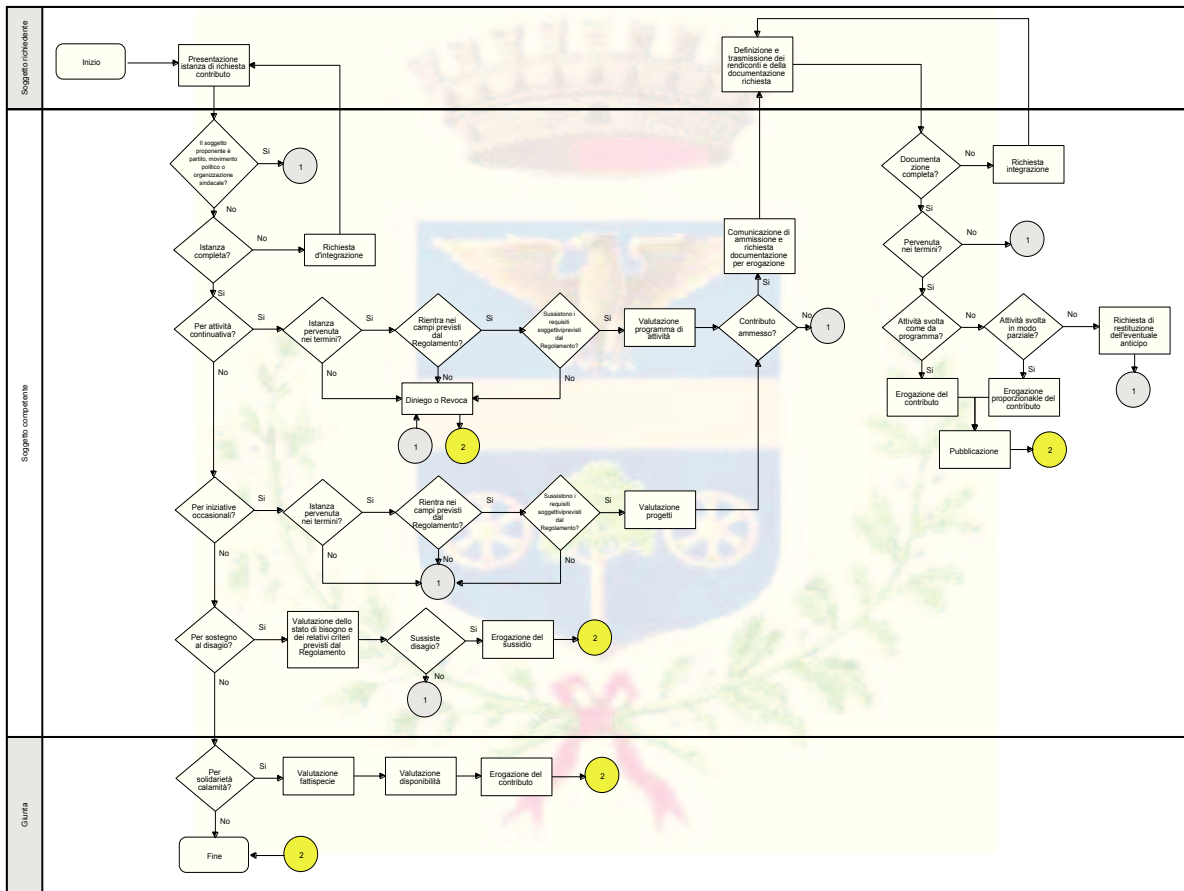 Soggetto richiedente
Inizio
Presentazione
istanza di richiesta
contributo
Definizione e
trasmissione dei
rendiconti e della
documentazione
richiesta
Soggetto competente
Il soggetto
proponente è
partito, movimento
politico o
organizzazione
sindacale?
Si
1
No
Istanza
completa?
No
Richiesta
d'integrazione
Si
Comunicazione di
ammissione e
richiesta
documentazione
per erogazione
Si
Documenta
zione
completa?
No
Richiesta
integrazione
Si
Pervenuta
nei termini?
No
1
Si
Per attività
continuativa?
Si
Istanza
pervenuta
nei termini?
Si
Rientra nei
campi previsti
dal
Regolamento?
Si
Sussistono i
requisiti
soggettiviprevisti
dal
Regolamento?
Si
Valutazione
programma di
attività
Contributo
ammesso?
No
1
Attività svolta
come da
programma?
No
Attività svolta
in modo
parziale?
No
Richiesta di
restituzione
dell'eventuale
anticipo
1
No
No
No
No
Diniego o Revoca
1
2
Si
Si
Erogazione del
contributo
Erogazione
proporzionakle del
contributo
Pubblicazione
2
Per iniziative
occasionali?
Si
Istanza
pervenuta
nei termini?
Si
Rientra nei
campi previsti
dal
Regolamento?
Si
Sussistono i
requisiti
soggettiviprevisti
dal
Regolamento?
Si
Valutazione
progetti
No
No
No
No
1
Per sostegno
al disagio?
Si
Valutazione dello
stato di bisogno e
dei relativi criteri
previsti dal
Regolamento
Sussiste
disagio?
Si
Erogazione del
sussidio
2
No
No
1
Giunta
Per
solidarietà
calamità?
Si
Valutazione
fattispecie
Valutazione
disponibilità
Erogazione del
contributo
2
No
Fine
2